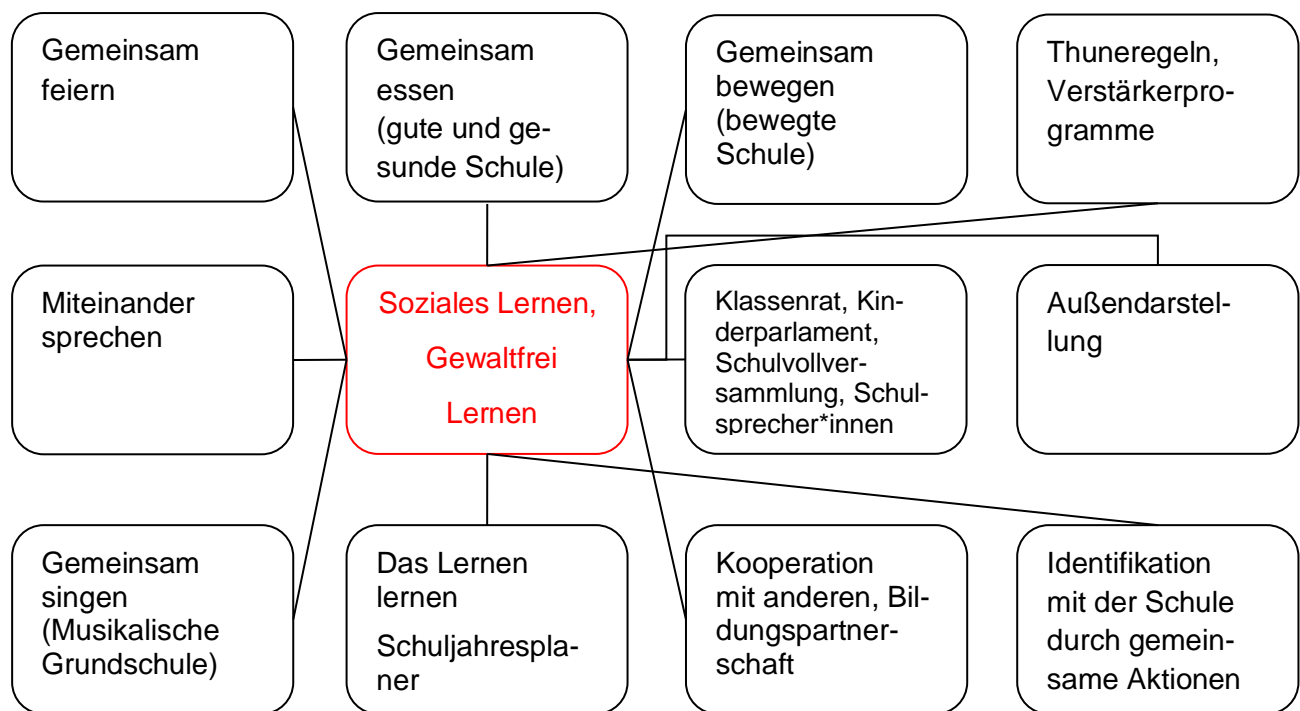 Gemeinsam
feiern
Gemeinsam
essen
(gute und ge-
sunde Schule)
Gemeinsam
bewegen
(bewegte
Schule)
Thuneregeln,
Verstärkerpro-
gramme
Miteinander
sprechen
Soziales Lernen,
Gewaltfrei
Lernen
Klassenrat, Kin-
derparlament,
Schulvollver-
sammlung, Schul-
sprecher*innen
Außendarstel-
lung
Gemeinsam
singen
(Musikalische
Grundschule)
Das Lernen
lernen
Schuljahrespla-
ner
Kooperation
mit anderen, Bil-
dungspartner-
schaft
Identifikation
mit der Schule
durch gemein-
same Aktionen